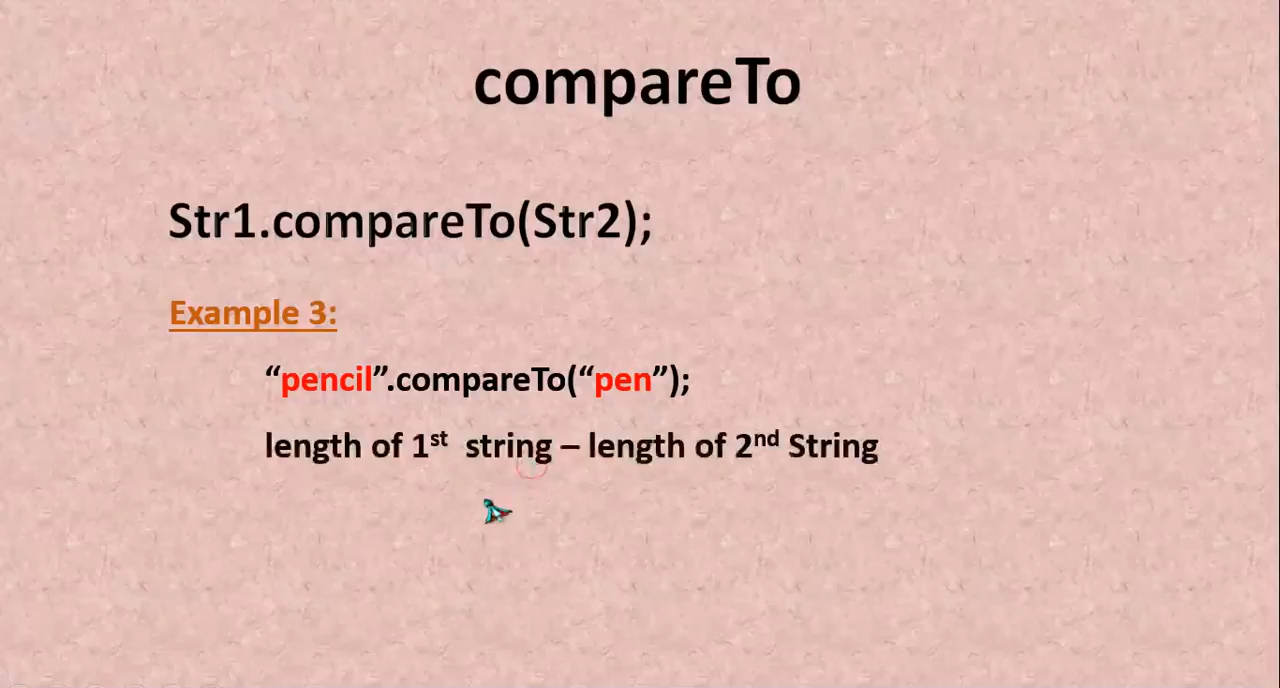 compareTo
Str1.compareTo(Str2);
Example 3:
“pencil”.compareTo(“pen”);
length of 1st string – length of 2nd String